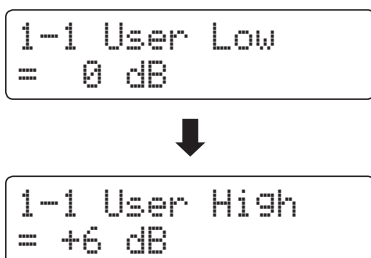 1-1 User Low
= 0 dB
1-1 User High
= +6 dB